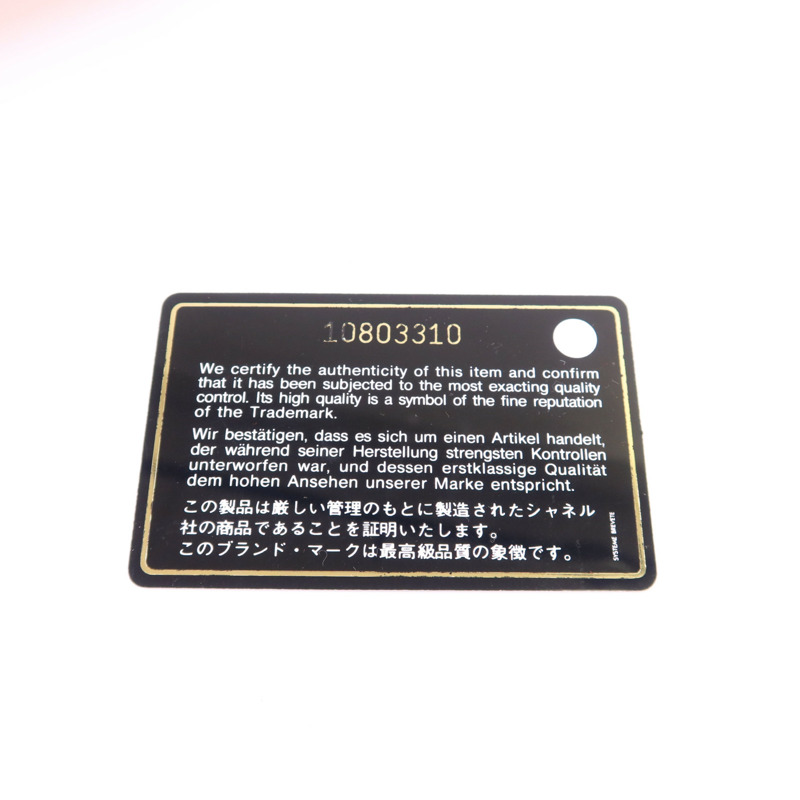 10803310
We certify the authenticity of this item and confirm
that it has been subjected to the most exacting quality
control. Its high quality is a symbol of the fine reputation
of the Trademark.
Wir bestätigen, dass es sich um einen Artikel handelt,
der während seiner Herstellung strengsten Kontrollen
unterworfen war, und dessen erstklassige Qualität
dem hohen Ansehen unserer Marke entspricht.
この製品は厳しい管理のもとに製造されたシャネル
社の商品であることを証明いたします。
このブランド・マークは最高級品質の象徴です。
SYSTEME BREVETE